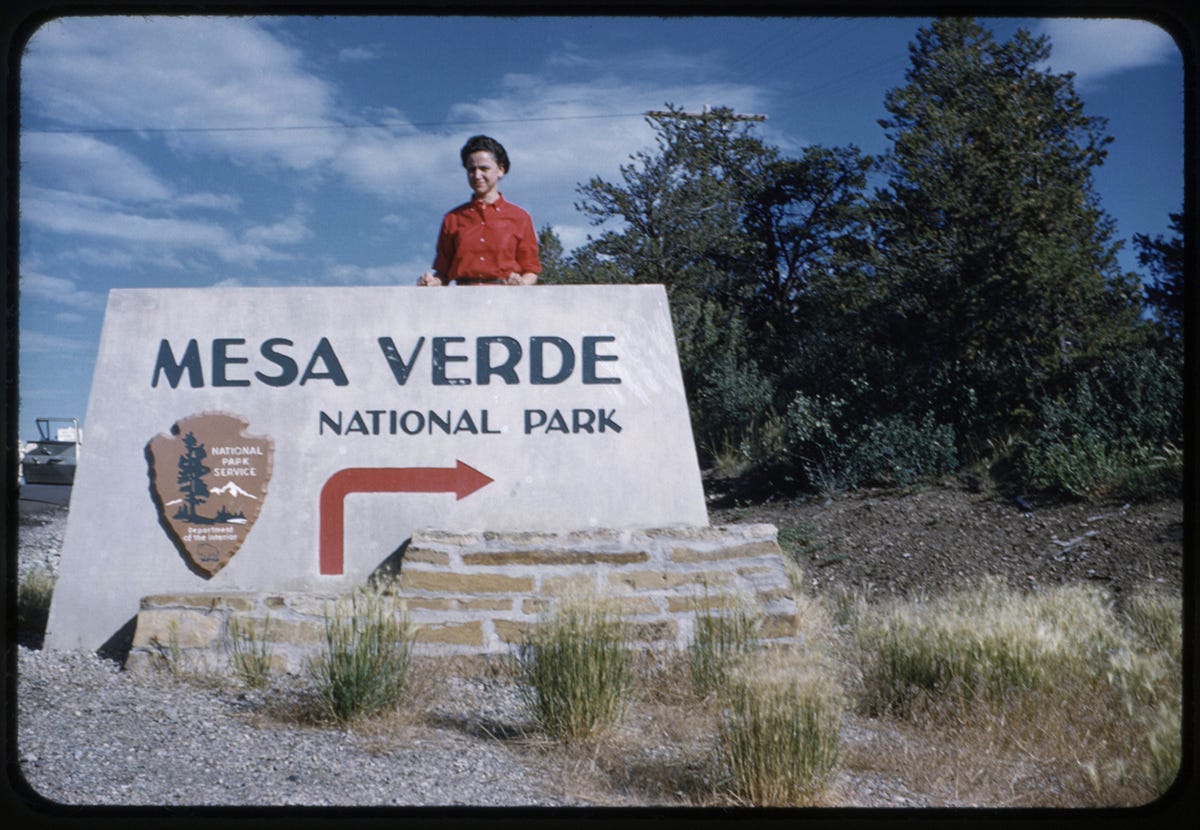 MESA VERDE
NATIONAL PARK
NATIONAL
PARK
SERVICE
Department
of the Interior